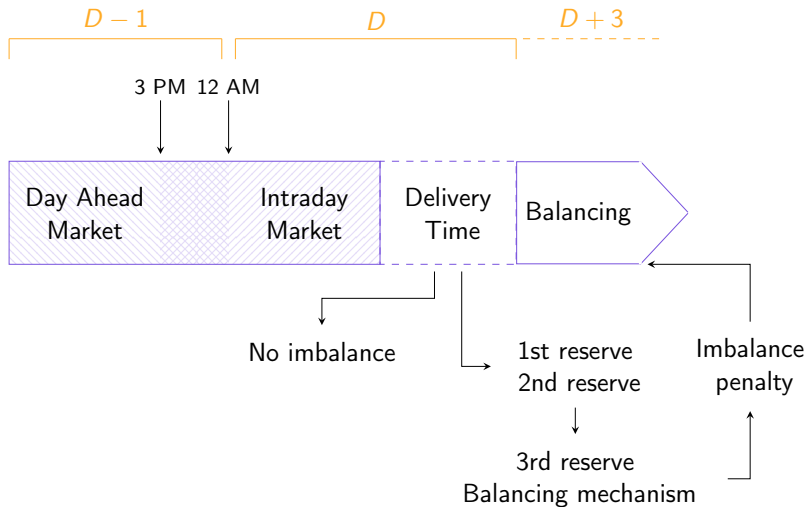 D − 1
D
D + 3
3 PM
12 AM
Day Ahead
Market
Intraday
Market
Delivery
Time
Balancing
No imbalance
1st reserve
2nd reserve
Imbalance
penalty
3rd reserve
Balancing mechanism